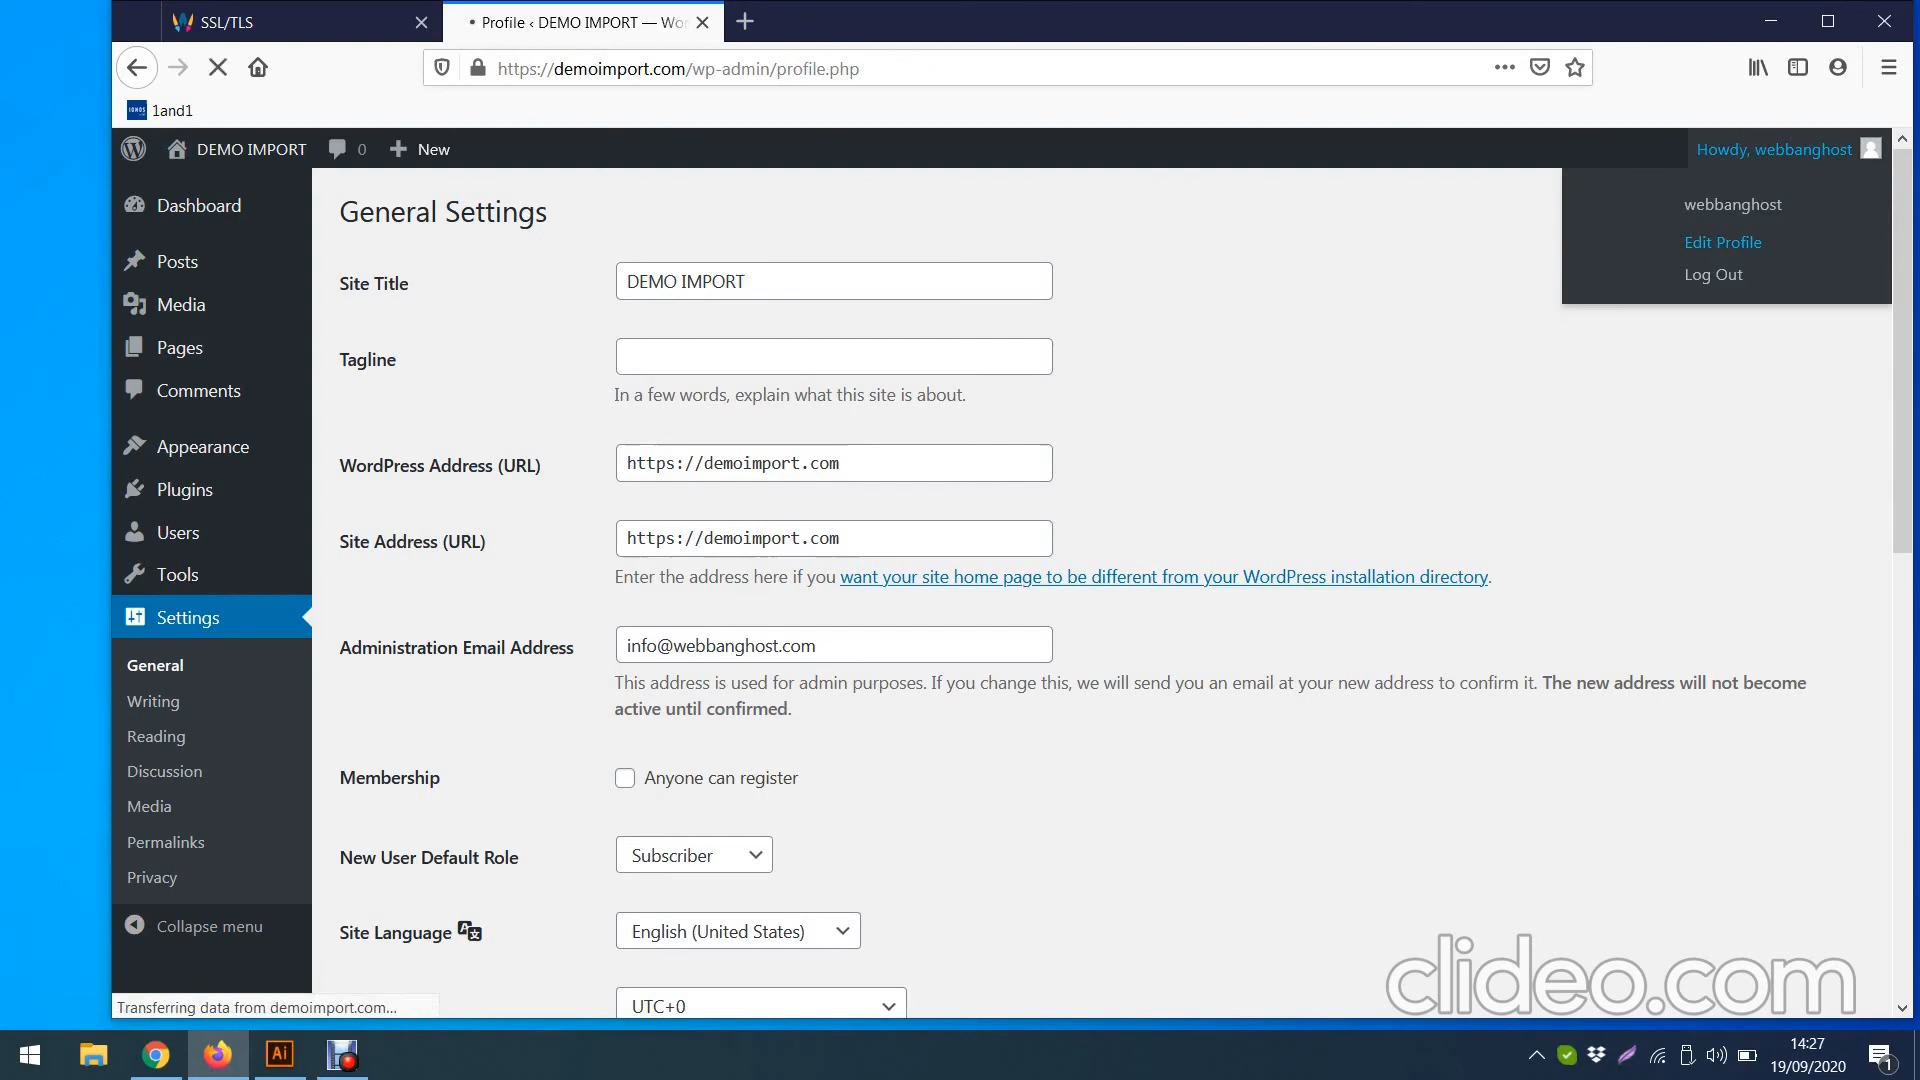 SSL/TLS
Profile ‹ DEMO IMPORT — Wo
https://demoimport.com/wp-admin/profile.php
IONOS 1and1
DEMO IMPORT 0 New Howdy, webbanghost
webbanghost
Edit Profile
Log Out
Dashboard
Posts
Media
Pages
Comments
Appearance
Plugins
Users
Tools
Settings
General
Writing
Reading
Discussion
Media
Permalinks
Privacy
Collapse menu
General Settings
Site Title DEMO IMPORT
Tagline
In a few words, explain what this site is about.
WordPress Address (URL) https://demoimport.com
Site Address (URL) https://demoimport.com
Enter the address here if you want your site home page to be different from your WordPress installation directory.
Administration Email Address info@webbanghost.com
This address is used for admin purposes. If you change this, we will send you an email at your new address to confirm it. The new address will not become
active until confirmed.
Membership Anyone can register
New User Default Role Subscriber
Site Language English (United States)
UTC+0
Transferring data from demoimport.com...
clideo.com
Ai
14:27
19/09/2020
1